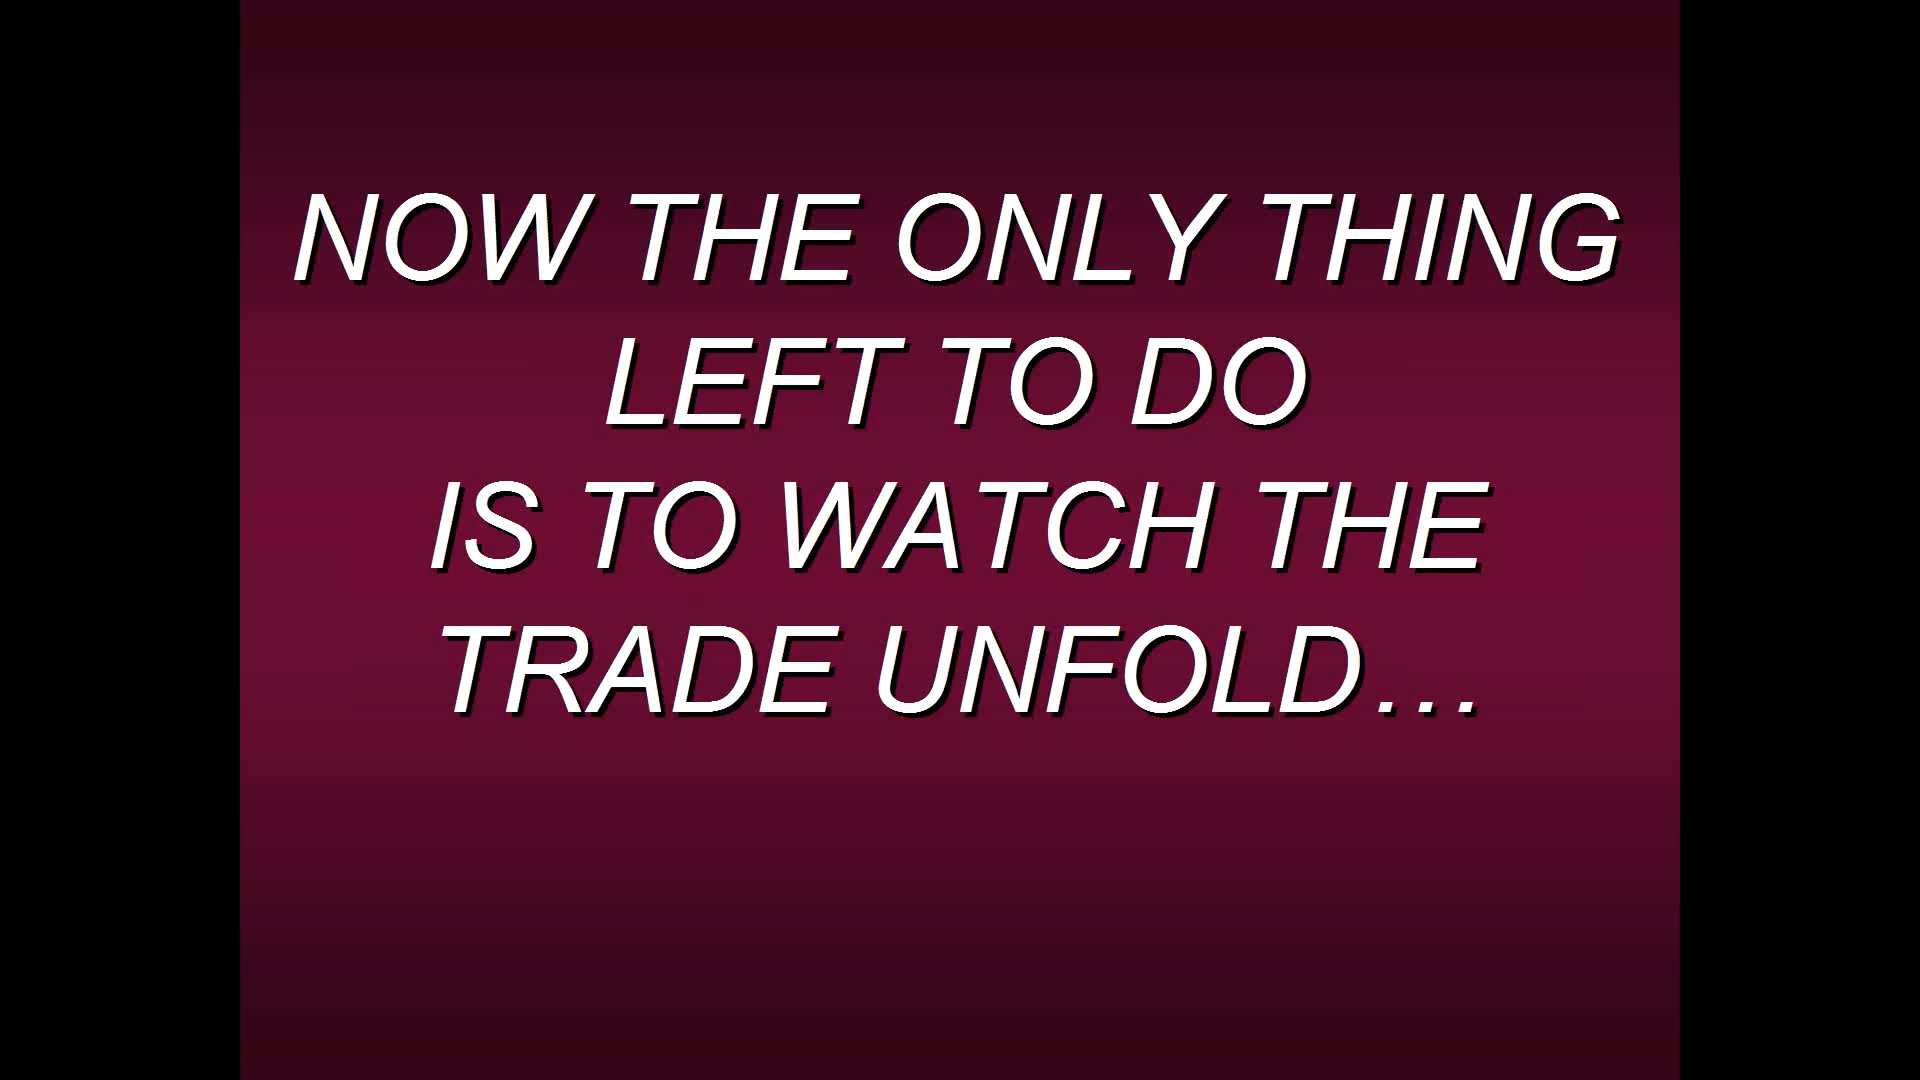 NOW THE ONLY THING
LEFT TO DO
IS TO WATCH THE
TRADE UNFOLD…